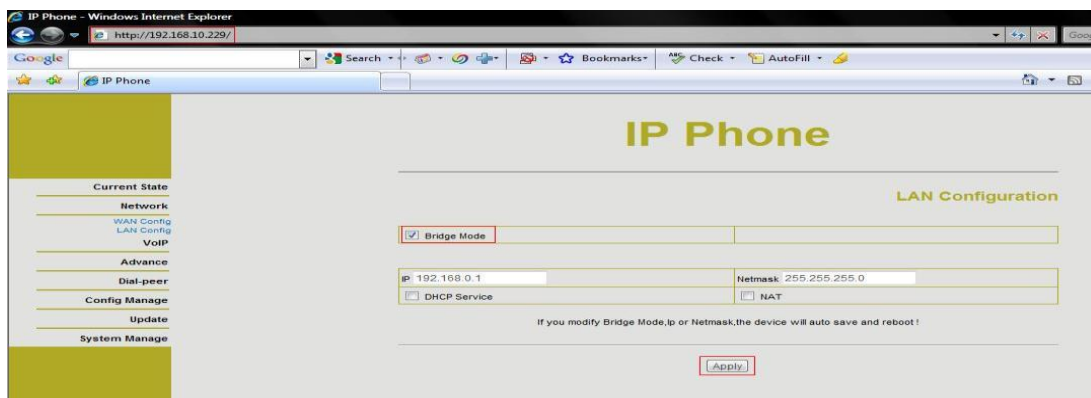 IP Phone - Windows Internet Explorer
http://192.168.10.229/
Goo
Google
Search
Bookmarks
Check
AutoFill
IP Phone
IP Phone
Current State
Network
WAN Config
LAN Config
VoIP
Advance
Dial-peer
Config Manage
Update
System Manage
LAN Configuration
Bridge Mode
IP 192.168.0.1 Netmask 255.255.255.0
DHCP Service NAT
If you modify Bridge Mode,Ip or Netmask,the device will auto save and reboot !
Apply